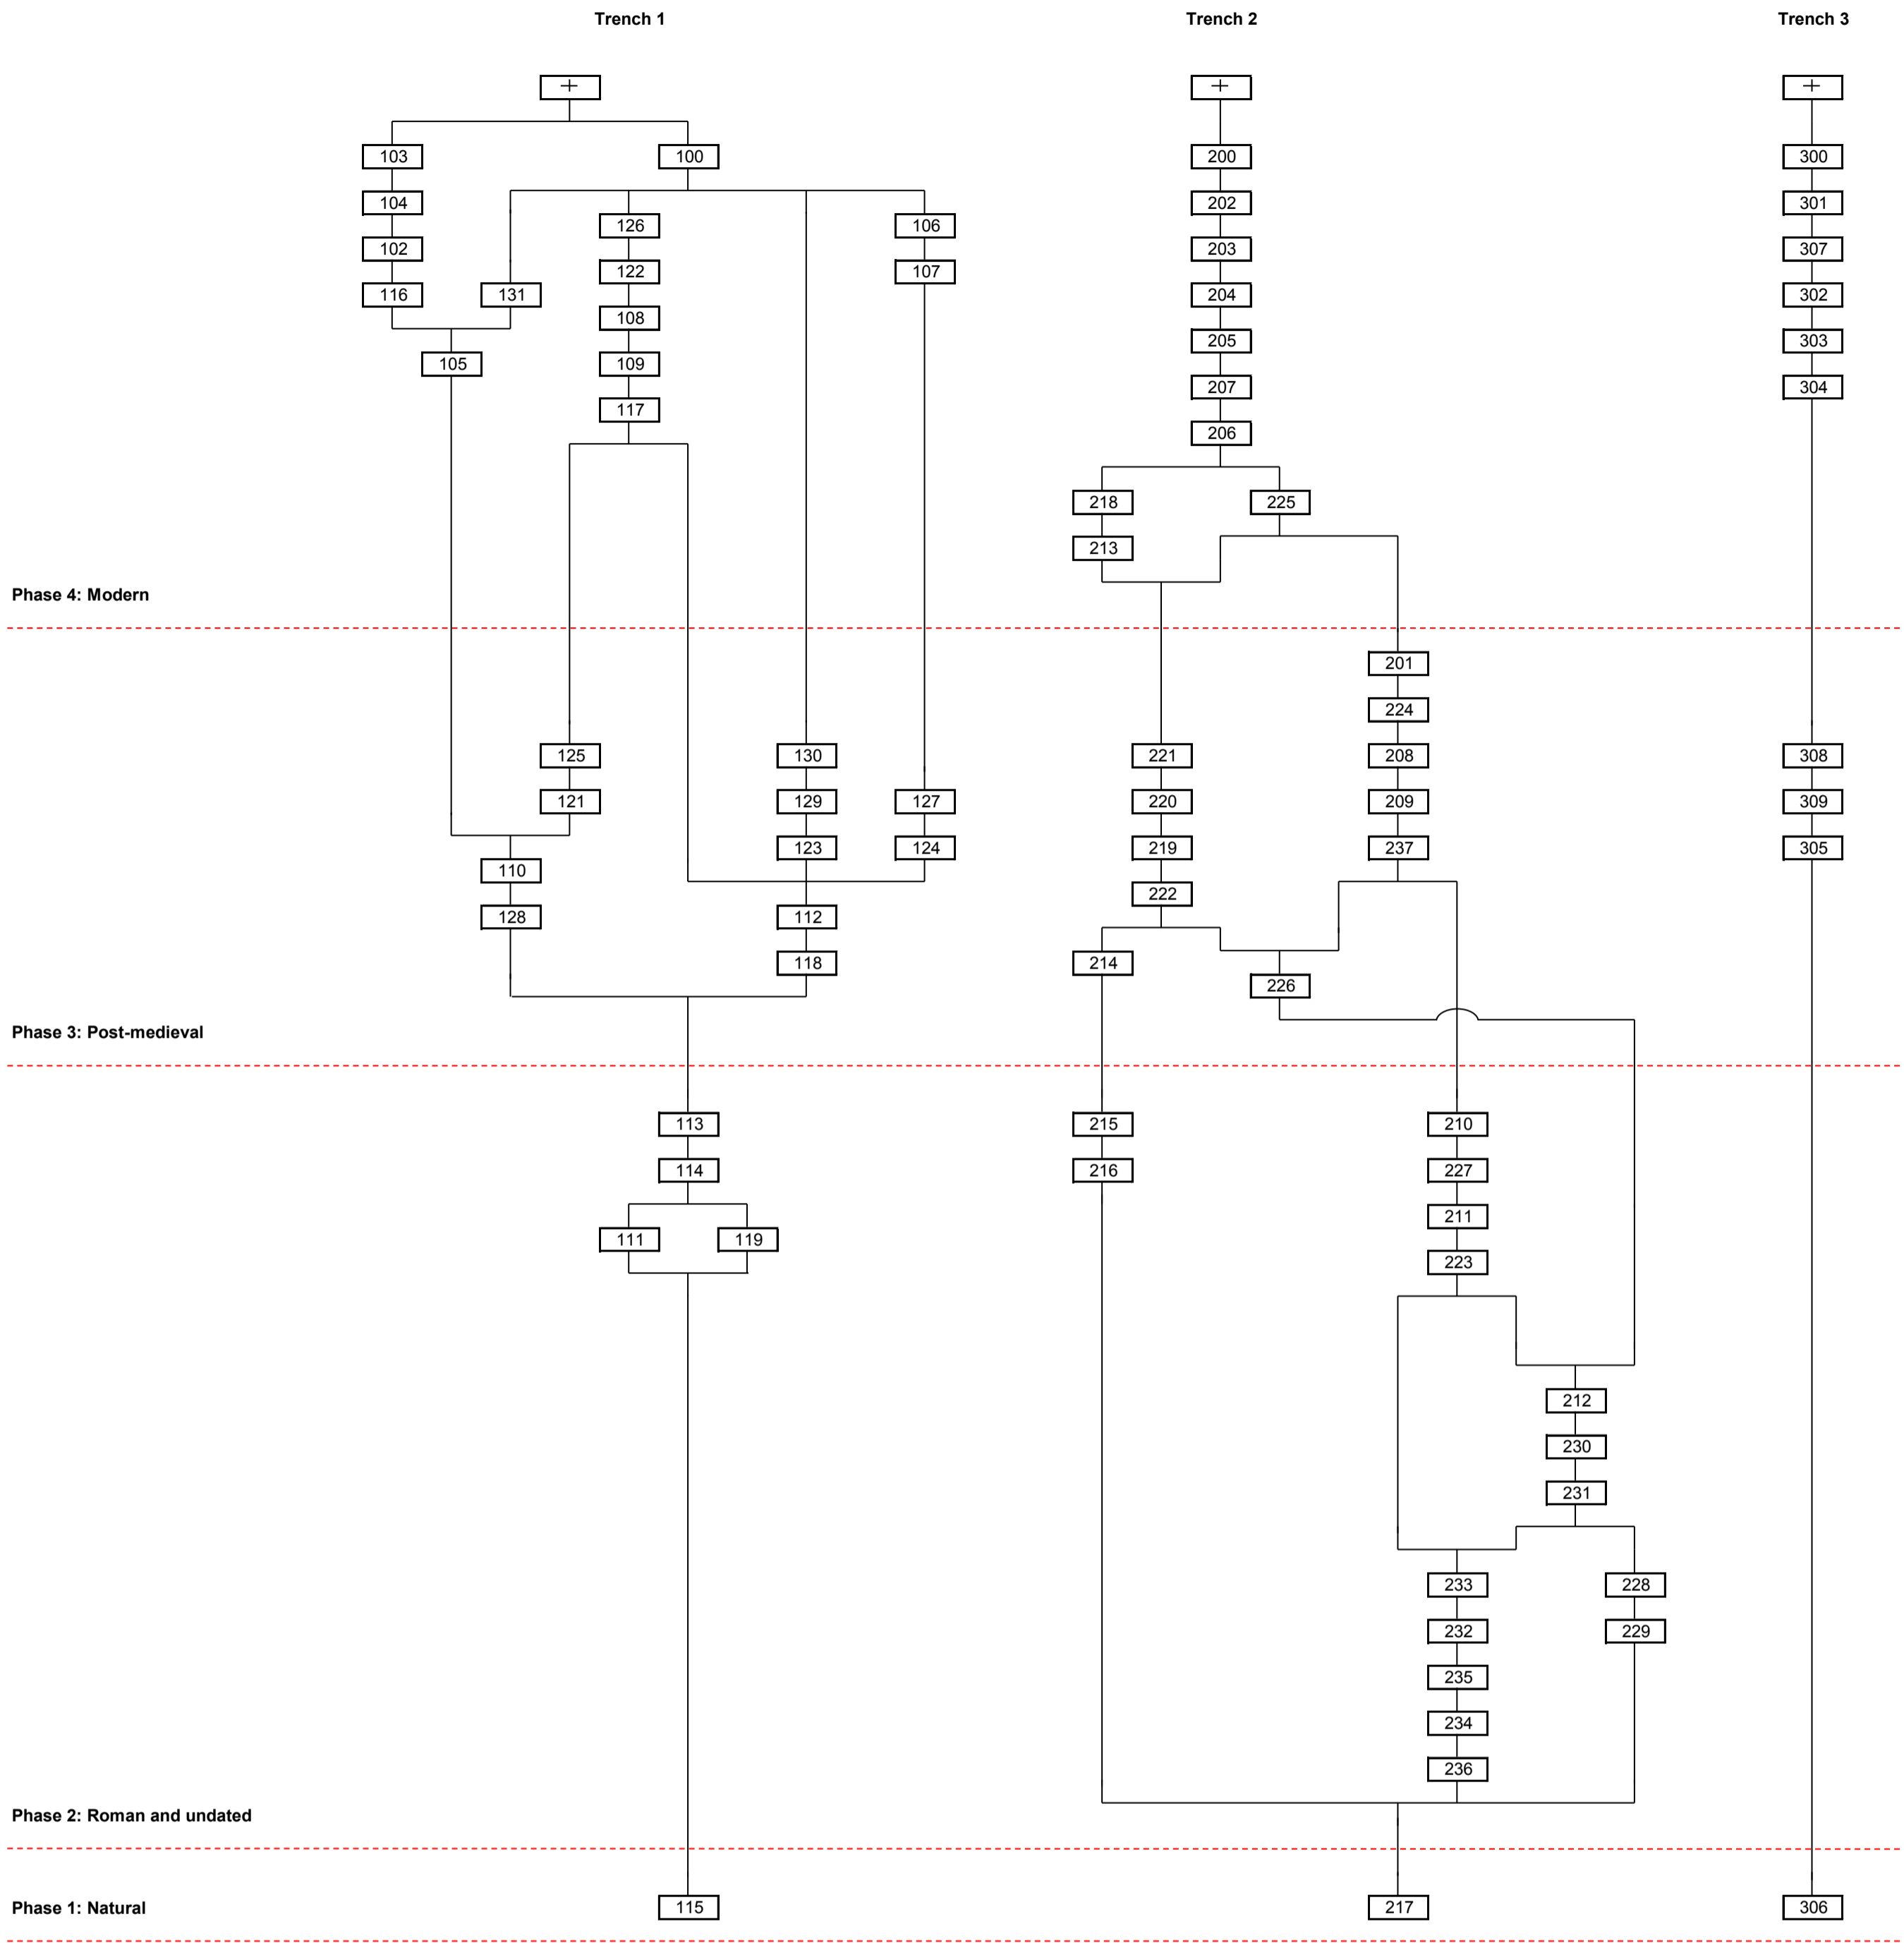 Trench 1 Trench 2 Trench 3
+ + +
103 100 200 300
104 202 301
126 106
102 203 307
122 107
116 131 204 302
108
205 303
105 109
207 304
117
206
218 225
213
Phase 4: Modern
201
224
125 130 221 208 308
121 129 127 220 209 309
123 124 219 237 305
110
222
128 112
118 214
226
Phase 3: Post-medieval
113 215 210
114 216 227
211
111 119
223
212
230
231
233 228
232 229
235
234
236
Phase 2: Roman and undated
Phase 1: Natural 115 217 306